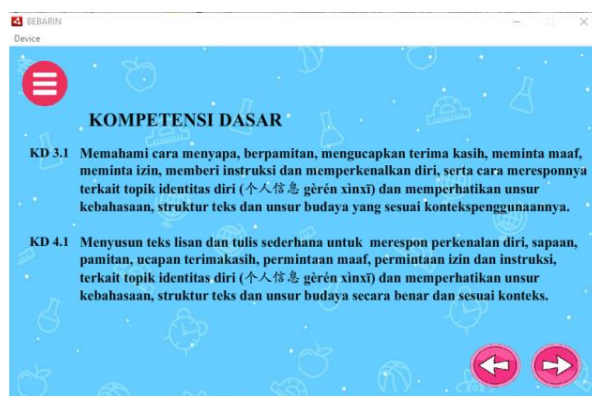 BEBARIN
Device
KOMPETENSI DASAR
KD 3.1 Memahami cara menyapa, berpamitan, mengucapkan terima kasih, meminta maaf,
meminta izin, memberi instruksi dan memperkenalkan diri, serta cara meresponnya
terkait topik identitas diri (个人信息 gèrén xìnxī) dan memperhatikan unsur
kebahasaan, struktur teks dan unsur budaya yang sesuai kontekspenggunaannya.
KD 4.1 Menyusun teks lisan dan tulis sederhana untuk merespon perkenalan diri, sapaan,
pamitan, ucapan terimakasih, permintaan maaf, permintaan izin dan instruksi,
terkait topik identitas diri (个人信息 gèrén xìnxī) dan memperhatikan unsur
kebahasaan, struktur teks dan unsur budaya secara benar dan sesuai konteks.